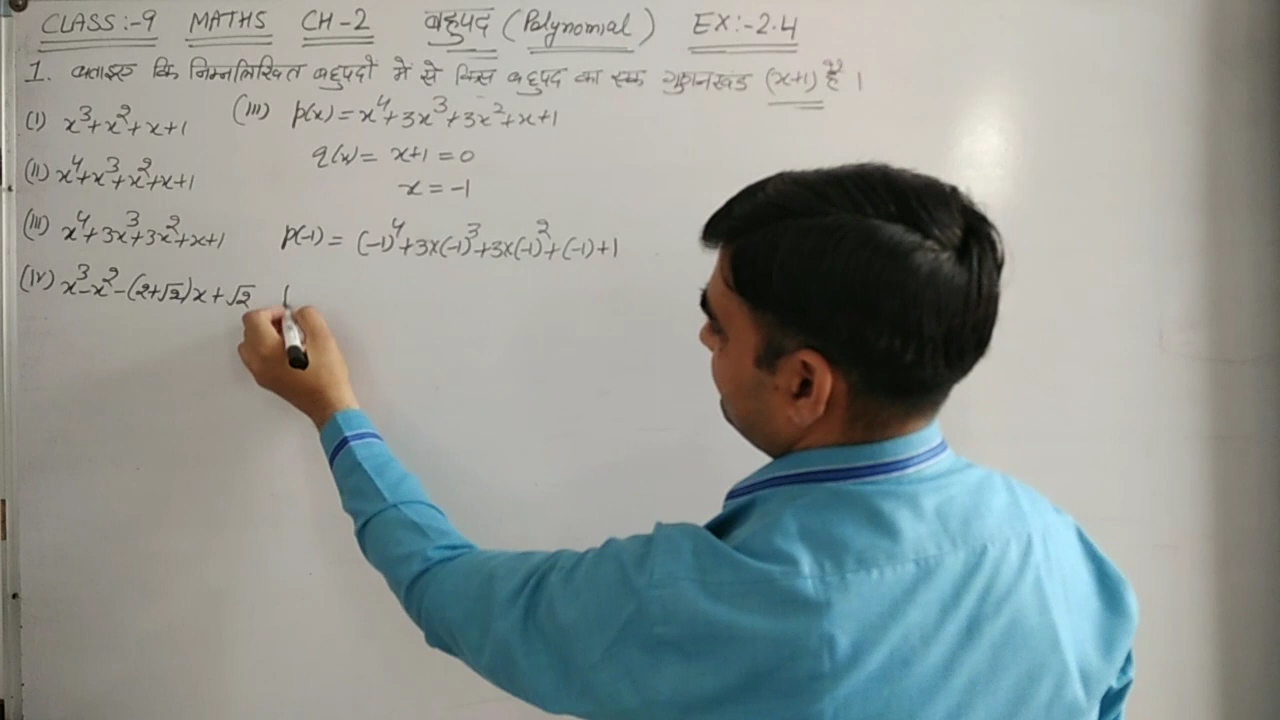 CLASS:-9 MATHS CH-2 बहुपद (Polynomial) EX:-2.4
1. बताइए कि निम्नलिखित बहुपदों में से किस बहुपद का एक गुणनखंड (x+1) है।
(i) x³+x²+x+1
(ii) x⁴+x³+x²+x+1
(iii) x⁴+3x³+3x²+x+1
(iv) x³-x²-(2+√2)x+√2
(iii) p(x) = x⁴+3x³+3x²+x+1
q(x) = x+1 = 0
x = -1
p(-1) = (-1)⁴+3x(-1)³+3x(-1)²+(-1)+1